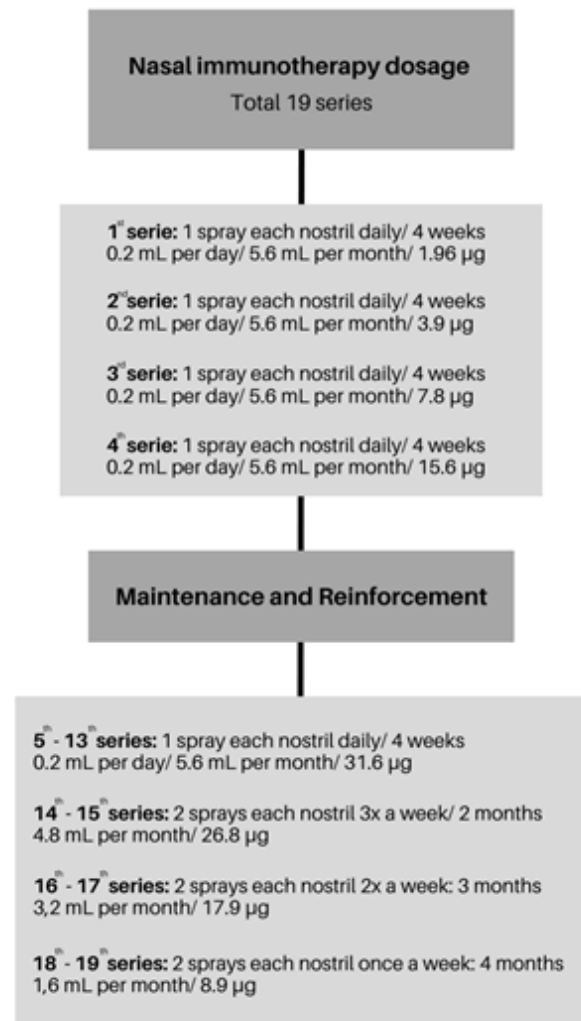 Nasal immunotherapy dosage
Total 19 series
1st serie: 1 spray each nostril daily/ 4 weeks
0.2 mL per day/ 5.6 mL per month/ 1.96 µg
2nd serie: 1 spray each nostril daily/ 4 weeks
0.2 mL per day/ 5.6 mL per month/ 3.9 µg
3rd serie: 1 spray each nostril daily/ 4 weeks
0.2 mL per day/ 5.6 mL per month/ 7.8 µg
4th serie: 1 spray each nostril daily/ 4 weeks
0.2 mL per day/ 5.6 mL per month/ 15.6 µg
Maintenance and Reinforcement
5th - 13th series: 1 spray each nostril daily/ 4 weeks
0.2 mL per day/ 5.6 mL per month/ 31.6 µg
14th - 15th series: 2 sprays each nostril 3x a week/ 2 months
4.8 mL per month/ 26.8 µg
16th - 17th series: 2 sprays each nostril 2x a week: 3 months
3,2 mL per month/ 17.9 µg
18th - 19th series: 2 sprays each nostril once a week: 4 months
1,6 mL per month/ 8.9 µg